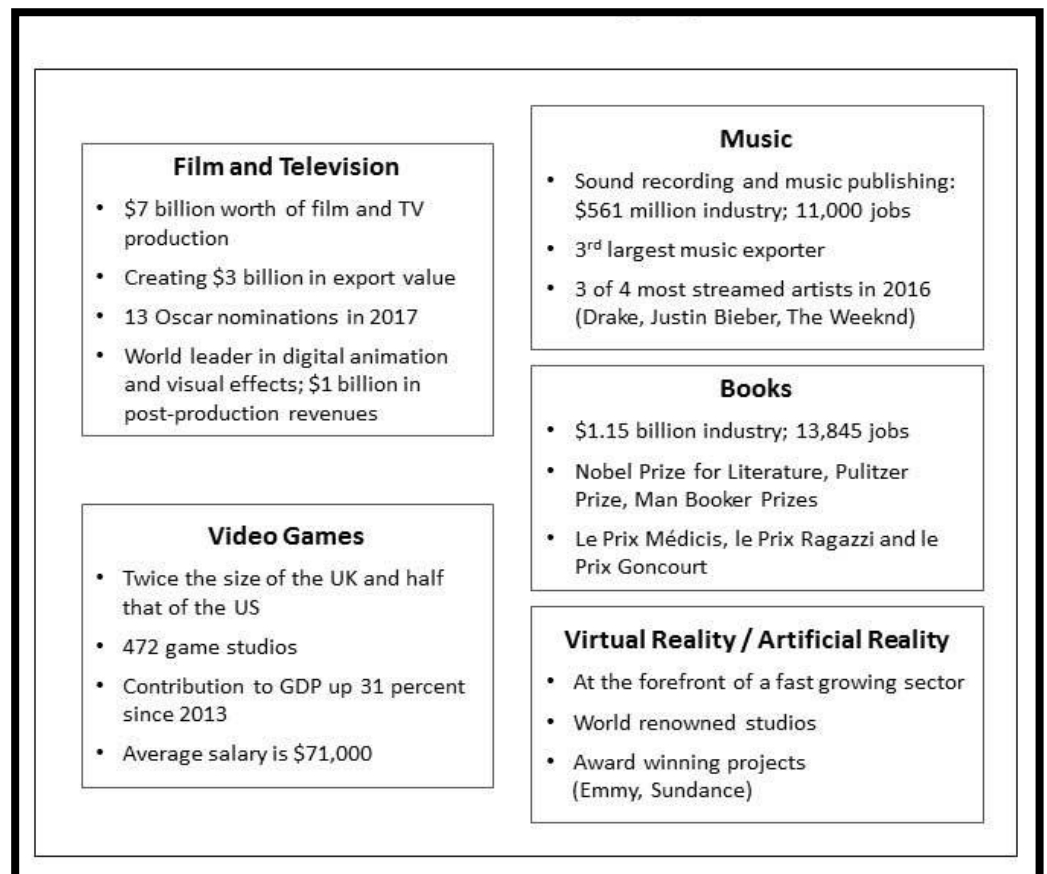 Film and Television
• $7 billion worth of film and TV
production
• Creating $3 billion in export value
• 13 Oscar nominations in 2017
• World leader in digital animation
and visual effects; $1 billion in
post-production revenues
Video Games
• Twice the size of the UK and half
that of the US
• 472 game studios
• Contribution to GDP up 31 percent
since 2013
• Average salary is $71,000
Music
• Sound recording and music publishing:
$561 million industry; 11,000 jobs
• 3rd largest music exporter
• 3 of 4 most streamed artists in 2016
(Drake, Justin Bieber, The Weeknd)
Books
• $1.15 billion industry; 13,845 jobs
• Nobel Prize for Literature, Pulitzer
Prize, Man Booker Prizes
• Le Prix Médicis, le Prix Ragazzi and le
Prix Goncourt
Virtual Reality / Artificial Reality
• At the forefront of a fast growing sector
• World renowned studios
• Award winning projects
(Emmy, Sundance)